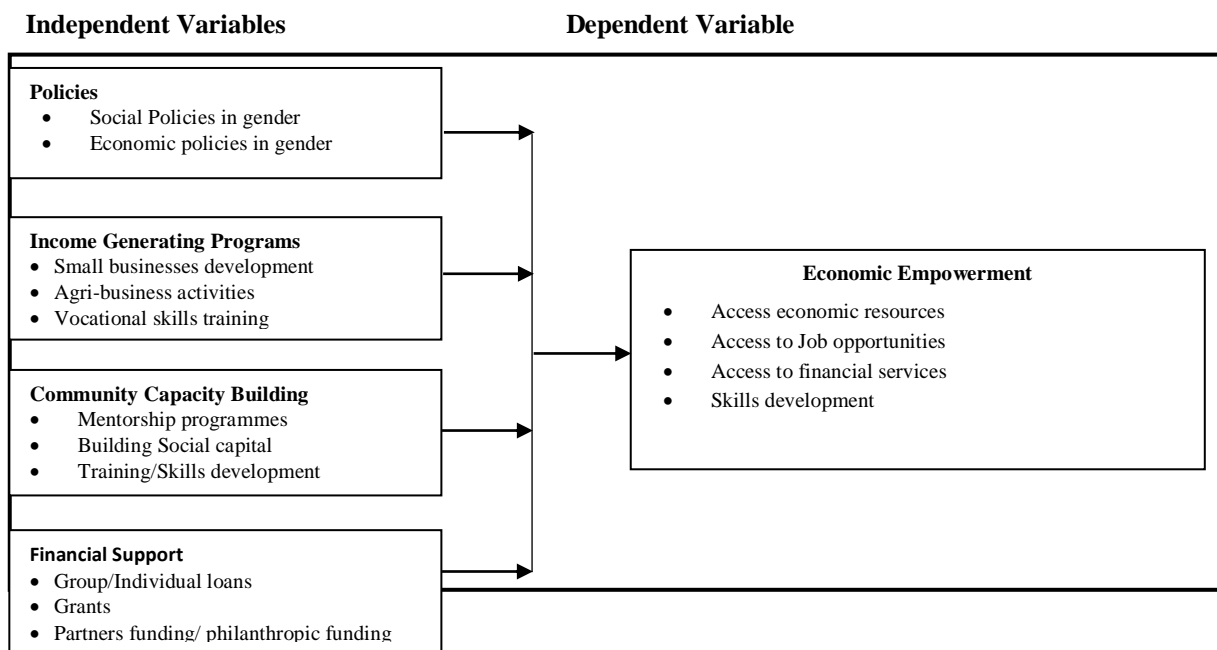 Independent Variables
Dependent Variable
Policies
• Social Policies in gender
• Economic policies in gender
Income Generating Programs
• Small businesses development
• Agri-business activities
• Vocational skills training
Community Capacity Building
• Mentorship programmes
• Building Social capital
• Training/Skills development
Financial Support
• Group/Individual loans
• Grants
• Partners funding/ philanthropic funding
Economic Empowerment
• Access economic resources
• Access to Job opportunities
• Access to financial services
• Skills development